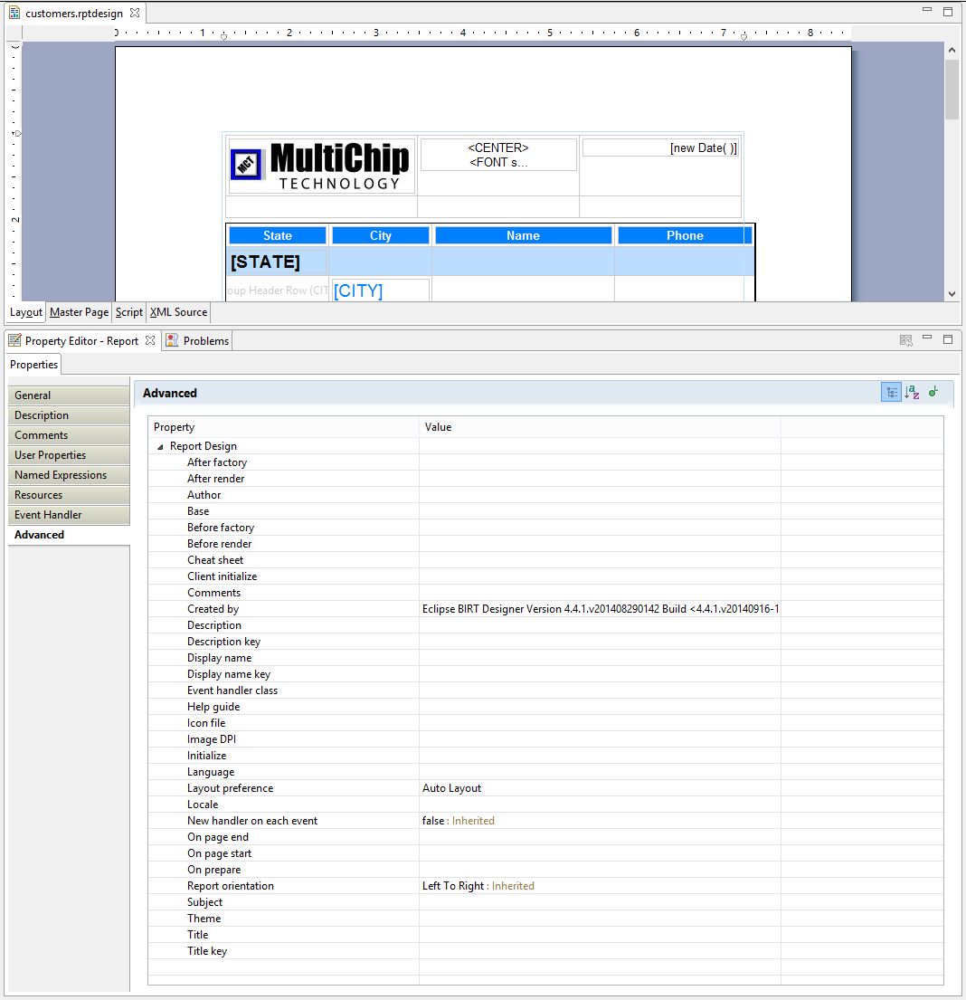 customers.rptdesign
0 1 2 3 4 5 6 7 8
2
MCT MultiChip
TECHNOLOGY
<CENTER>
<FONT s...
[new Date( )]
State City Name Phone
[STATE]
oup Header Row (CIT [CITY]
Layout Master Page Script XML Source
Property Editor - Report Problems
Properties
General
Description
Comments
User Properties
Named Expressions
Resources
Event Handler
Advanced
Advanced
Property Value
Report Design
After factory
After render
Author
Base
Before factory
Before render
Cheat sheet
Client initialize
Comments
Created by Eclipse BIRT Designer Version 4.4.1.v201408290142 Build <4.4.1.v20140916-1
Description
Description key
Display name
Display name key
Event handler class
Help guide
Icon file
Image DPI
Initialize
Language
Layout preference Auto Layout
Locale
New handler on each event false : Inherited
On page end
On page start
On prepare
Report orientation Left To Right : Inherited
Subject
Theme
Title
Title key